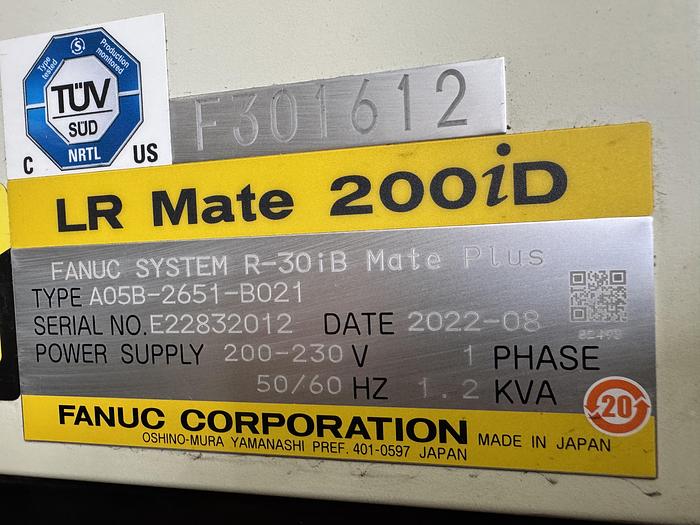 Type tested
Production monitored
TÜV
SÜD
NRTL
C US
F301612
LR Mate 200iD
FANUC SYSTEM R-30iB Mate Plus
TYPE A05B-2651-B021
SERIAL NO. E22832012 DATE 2022-08
POWER SUPPLY 200-230 V 1 PHASE
50/60 HZ 1.2 KVA
20
FANUC CORPORATION
OSHINO-MURA YAMANASHI PREF. 401-0597 JAPAN MADE IN JAPAN